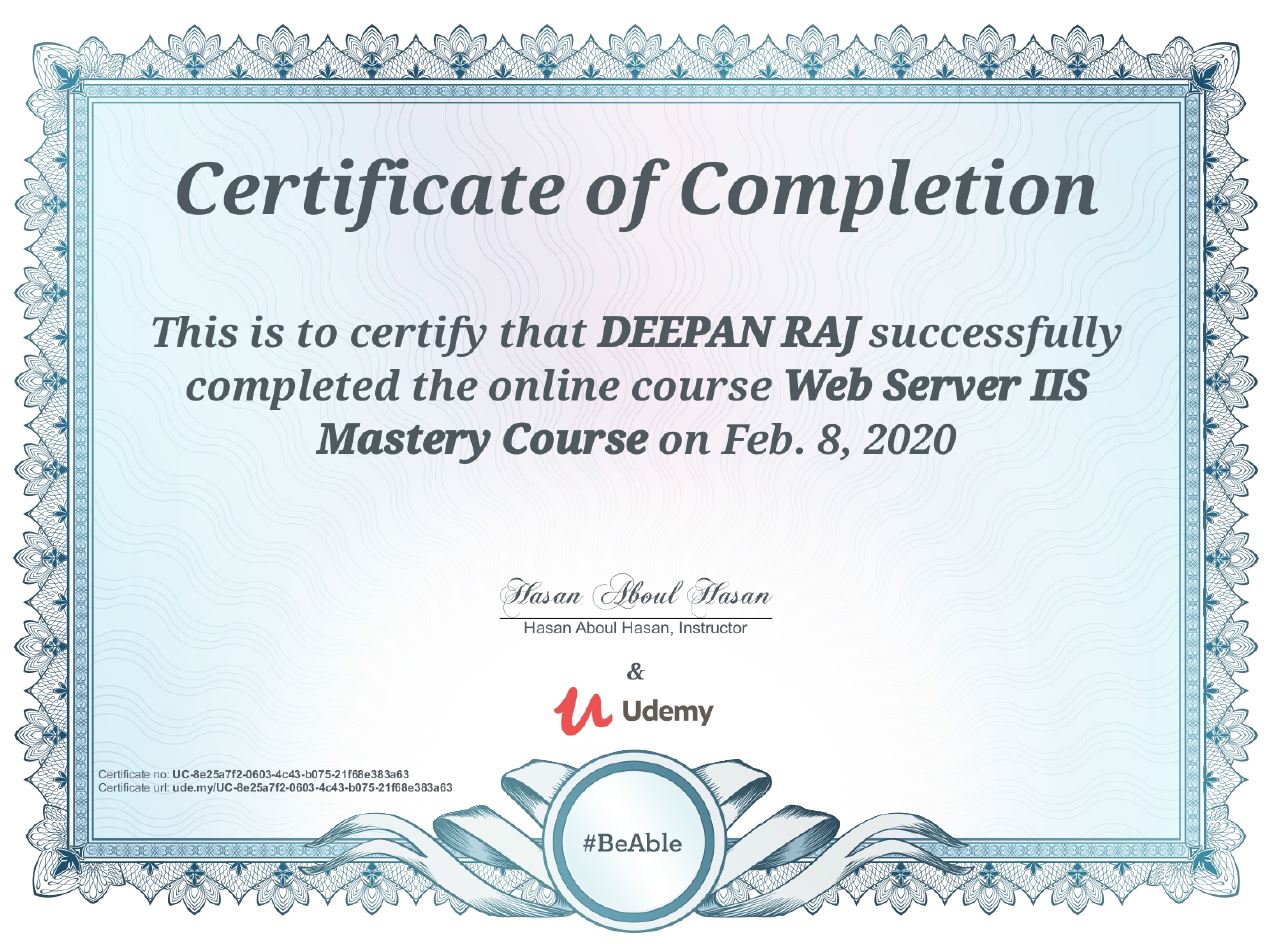 Certificate of Completion
This is to certify that DEEPAN RAJ successfully
completed the online course Web Server IIS
Mastery Course on Feb. 8, 2020
Hasan Aboul Hasan
Hasan Aboul Hasan, Instructor
&
Udemy
Certificate no: UC-8e25a7f2-0603-4c43-b075-21f68e383a63
Certificate url: ude.my/UC-8e25a7f2-0603-4c43-b075-21f68e383a63
#BeAble